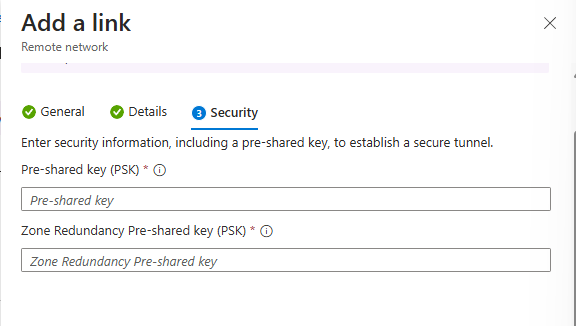 Add a link
Remote network
General
Details
3 Security
Enter security information, including a pre-shared key, to establish a secure tunnel.
Pre-shared key (PSK) *
Pre-shared key
Zone Redundancy Pre-shared key (PSK) *
Zone Redundancy Pre-shared key